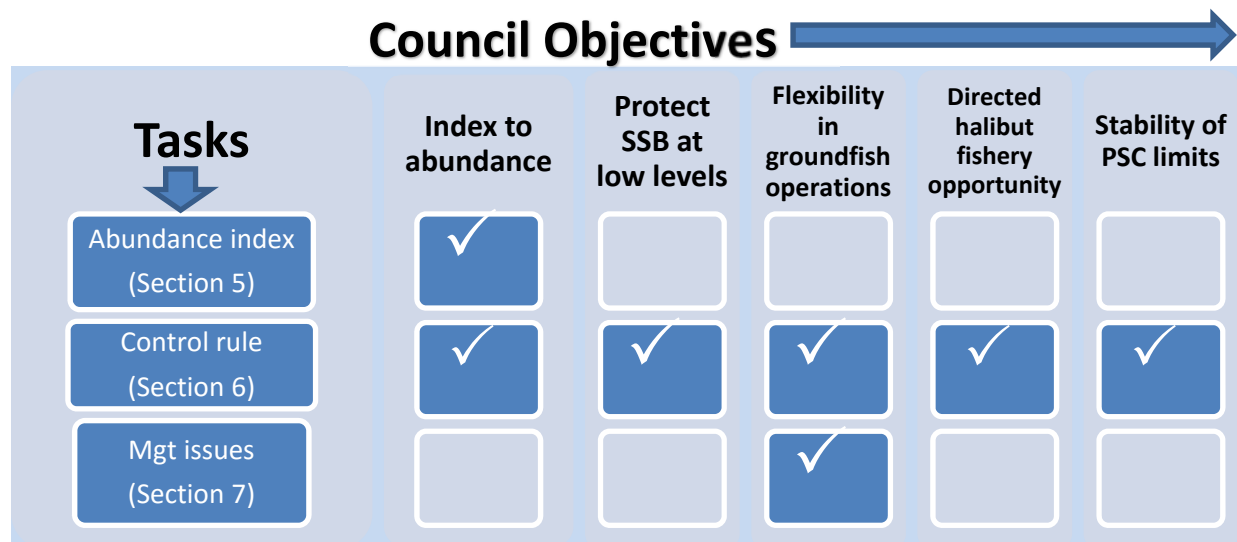 Council Objectives
Tasks
Index to
abundance
Protect
SSB at
low levels
Flexibility
in
groundfish
operations
Directed
halibut
fishery
opportunity
Stability of
PSC limits
Abundance index
(Section 5)
✓
Control rule
(Section 6)
✓ ✓ ✓ ✓ ✓
Mgt issues
(Section 7)
✓